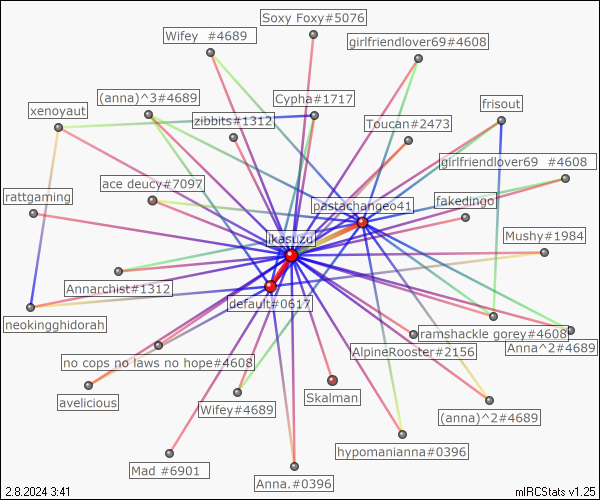 Soxy Foxy#5076
Wifey  #4689
girlfriendlover69#4608
(anna)^3#4689
Cypha#1717
frisout
xenoyaut
zibbits#1312
Toucan#2473
girlfriendlover69  #4608
ace deucy#7097
rattgaming
pastachangeo41
fakedingo
ikasuzu
Mushy#1984
Annarchist#1312
default#0617
neokingghidorah
ramshackle gorey#4608
AlpineRooster#2156
Anna^2#4689
no cops no laws no hope#4608
Skalman
avelicious
Wifey#4689
(anna)^2#4689
hypomanianna#0396
Mad #6901
Anna.#0396
2.8.2024 3:41
mIRCStats v1.25